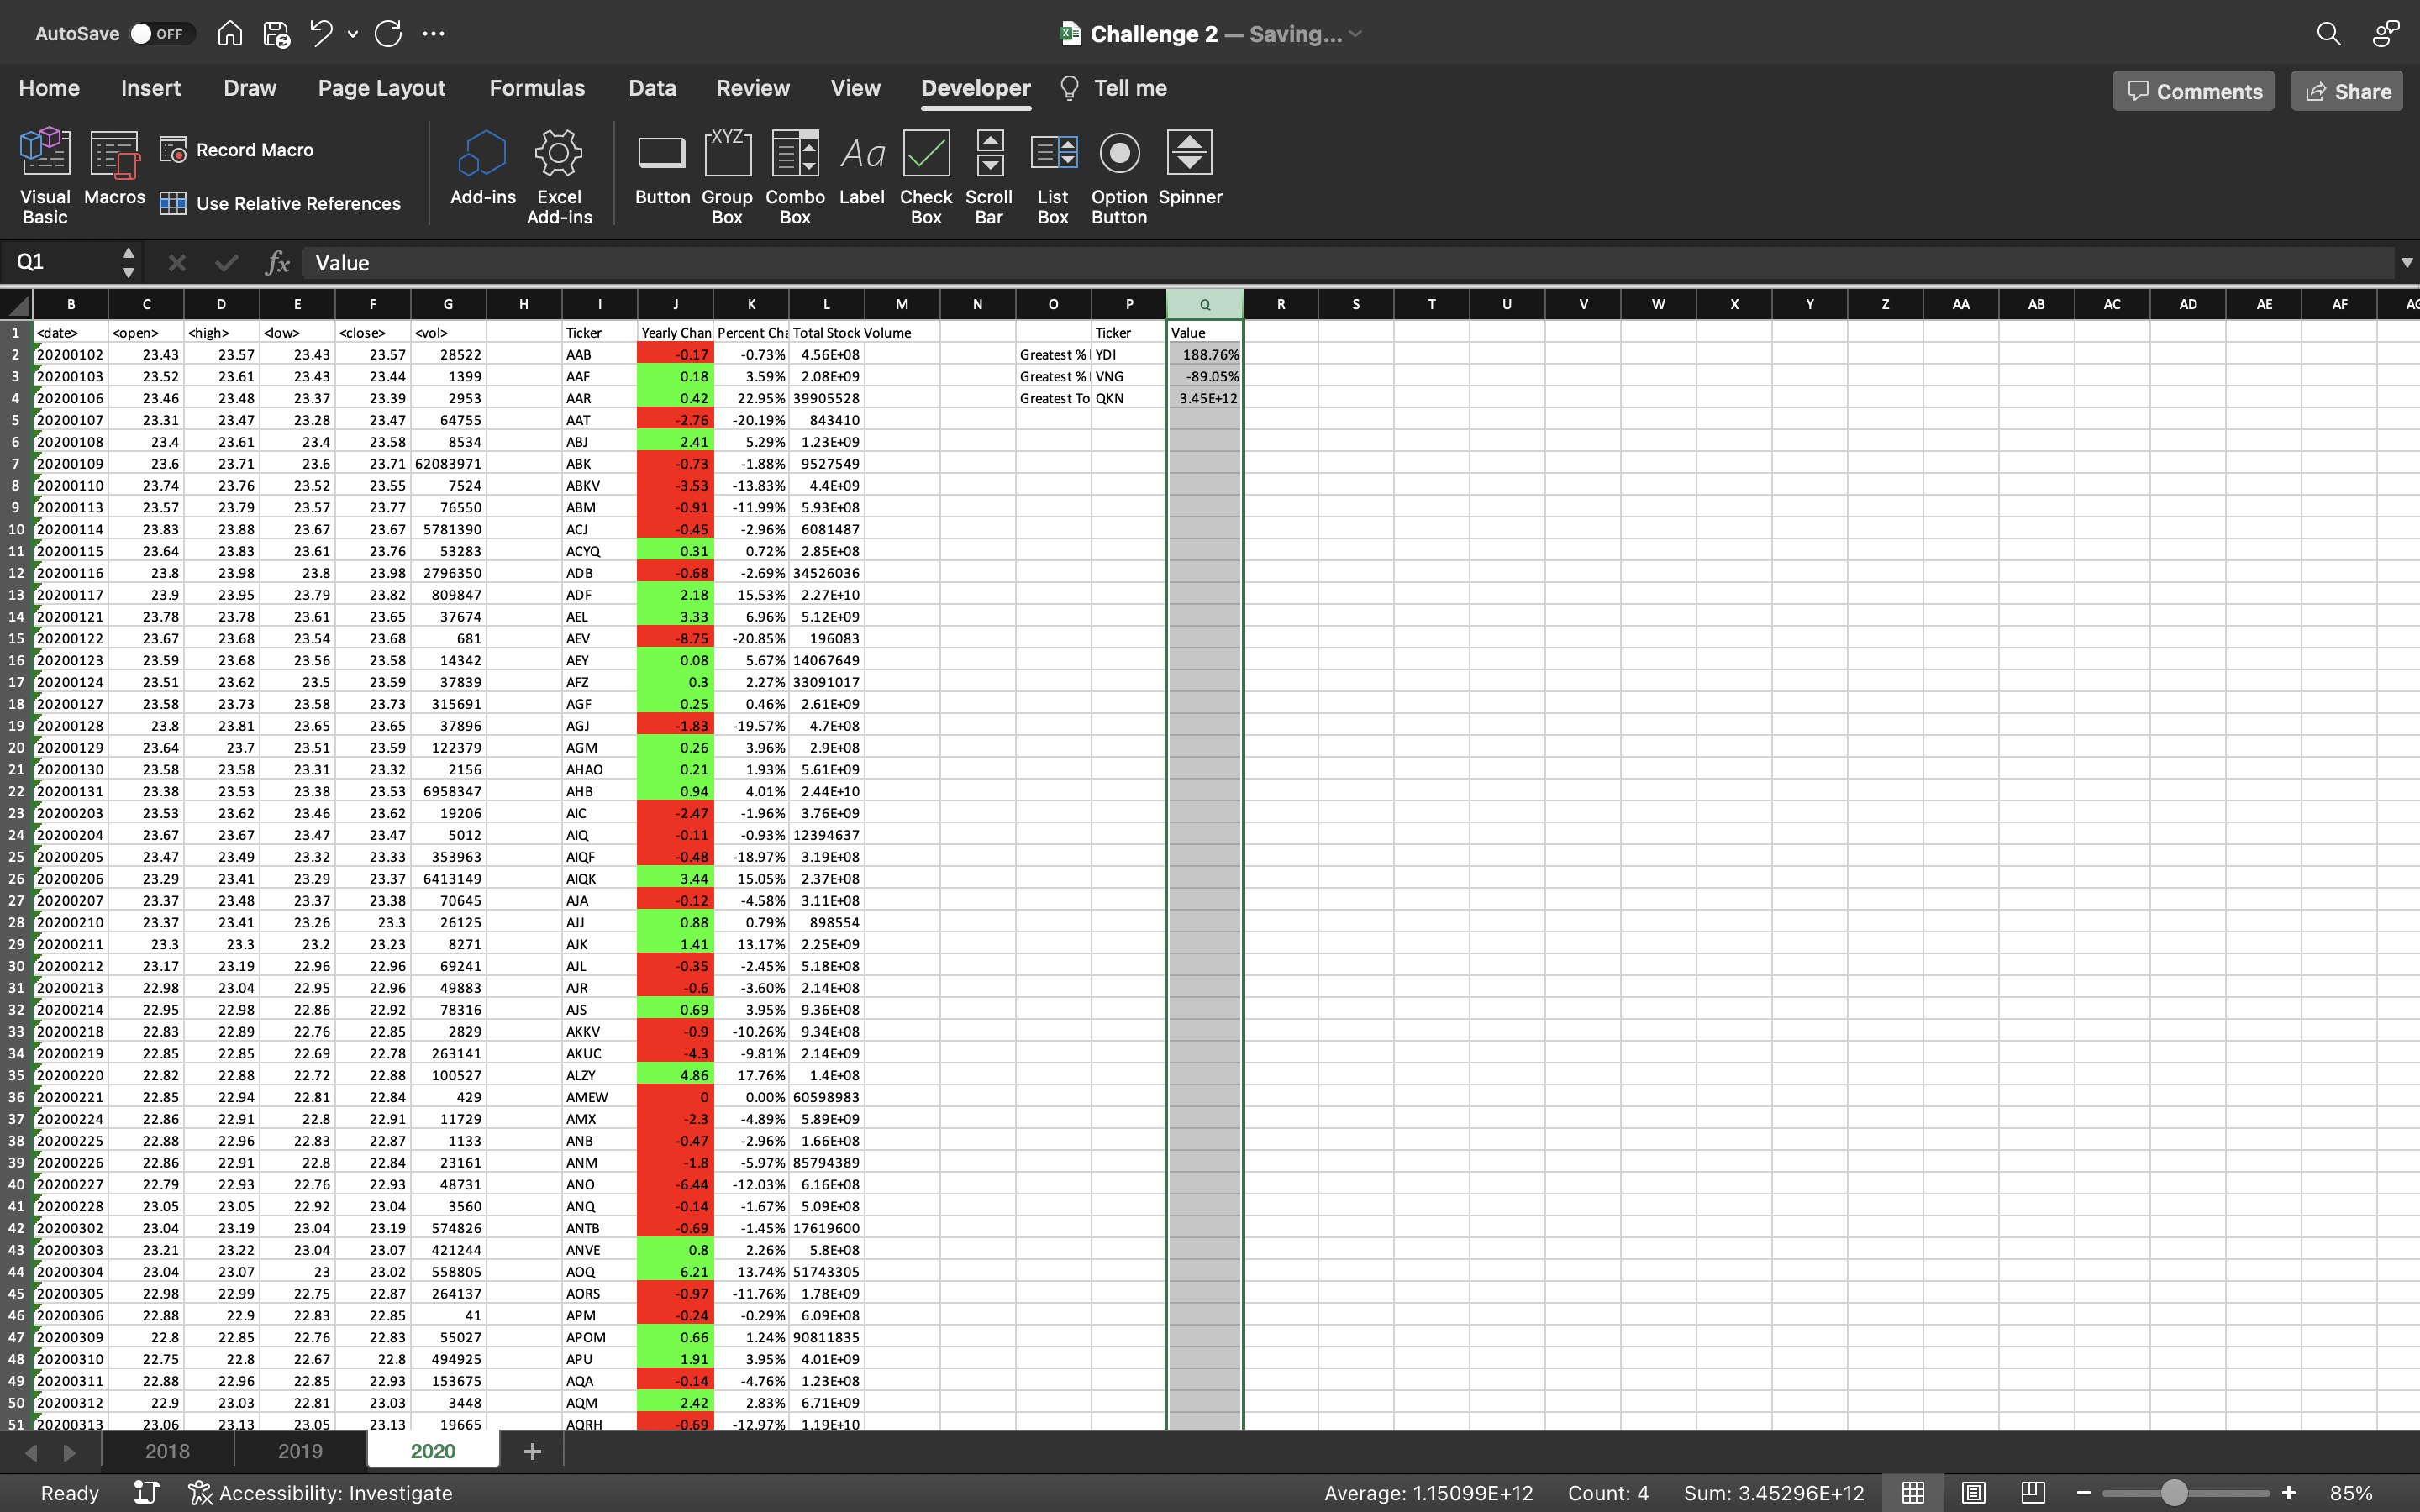 AutoSave OFF
Challenge 2 — Saving...
Home Insert Draw Page Layout Formulas Data Review View Developer Tell me Comments Share
Visual Basic Macros Record Macro Use Relative References Add-ins Excel Add-ins Button Group Box Combo Box Label Check Box Scroll Bar List Box Option Button Spinner
Q1 fx Value
B C D E F G H I J K L M N O P Q R S T U V W X Y Z AA AB AC AD AE AF
1 <date> <open> <high> <low> <close> <vol> Ticker Yearly Chan Percent Cha Total Stock Volume Ticker Value
2 20200102 23.43 23.57 23.43 23.57 28522 AAB -0.17 -0.73% 4.56E+08 Greatest % YDI 188.76%
3 20200103 23.52 23.61 23.43 23.44 1399 AAF 0.18 3.59% 2.08E+09 Greatest % VNG -89.05%
4 20200106 23.46 23.48 23.37 23.39 2953 AAR 0.42 22.95% 39905528 Greatest To QKN 3.45E+12
5 20200107 23.31 23.47 23.28 23.47 64755 AAT -2.76 -20.19% 843410
6 20200108 23.4 23.61 23.4 23.58 8534 ABJ 2.41 5.29% 1.23E+09
7 20200109 23.6 23.71 23.6 23.71 62083971 ABK -0.73 -1.88% 9527549
8 20200110 23.74 23.76 23.52 23.55 7524 ABKV -3.53 -13.83% 4.4E+09
9 20200113 23.57 23.79 23.57 23.77 76550 ABM -0.91 -11.99% 5.93E+08
10 20200114 23.83 23.88 23.67 23.67 5781390 ACJ -0.45 -2.96% 6081487
11 20200115 23.64 23.83 23.61 23.76 53283 ACYQ 0.31 0.72% 2.85E+08
12 20200116 23.8 23.98 23.8 23.98 2796350 ADB -0.68 -2.69% 34526036
13 20200117 23.9 23.95 23.79 23.82 809847 ADF 2.18 15.53% 2.27E+10
14 20200121 23.78 23.78 23.61 23.65 37674 AEL 3.33 6.96% 5.12E+09
15 20200122 23.67 23.68 23.54 23.68 681 AEV -8.75 -20.85% 196083
16 20200123 23.59 23.68 23.56 23.58 14342 AEY 0.08 5.67% 14067649
17 20200124 23.51 23.62 23.5 23.59 37839 AFZ 0.3 2.27% 33091017
18 20200127 23.58 23.73 23.58 23.73 315691 AGF 0.25 0.46% 2.61E+09
19 20200128 23.8 23.81 23.65 23.65 37896 AGJ -1.83 -19.57% 4.7E+08
20 20200129 23.64 23.7 23.51 23.59 122379 AGM 0.26 3.96% 2.9E+08
21 20200130 23.58 23.58 23.31 23.32 2156 AHAO 0.21 1.93% 5.61E+09
22 20200131 23.38 23.53 23.38 23.53 6958347 AHB 0.94 4.01% 2.44E+10
23 20200203 23.53 23.62 23.46 23.62 19206 AIC -2.47 -1.96% 3.76E+09
24 20200204 23.67 23.67 23.47 23.47 5012 AIQ -0.11 -0.93% 12394637
25 20200205 23.47 23.49 23.32 23.33 353963 AIQF -0.48 -18.97% 3.19E+08
26 20200206 23.29 23.41 23.29 23.37 6413149 AIQK 3.44 15.05% 2.37E+08
27 20200207 23.37 23.48 23.37 23.38 70645 AJA -0.12 -4.58% 3.11E+08
28 20200210 23.37 23.41 23.26 23.3 26125 AJJ 0.88 0.79% 898554
29 20200211 23.3 23.3 23.2 23.23 8271 AJK 1.41 13.17% 2.25E+09
30 20200212 23.17 23.19 22.96 22.96 69241 AJL -0.35 -2.45% 5.18E+08
31 20200213 22.98 23.04 22.95 22.96 49883 AJR -0.6 -3.60% 2.14E+08
32 20200214 22.95 22.98 22.86 22.92 78316 AJS 0.69 3.95% 9.36E+08
33 20200218 22.83 22.89 22.76 22.85 2829 AKKV -0.9 -10.26% 9.34E+08
34 20200219 22.85 22.85 22.69 22.78 263141 AKUC -4.3 -9.81% 2.14E+09
35 20200220 22.82 22.88 22.72 22.88 100527 ALZY 4.86 17.76% 1.4E+08
36 20200221 22.85 22.94 22.81 22.84 429 AMEW 0 0.00% 60598983
37 20200224 22.86 22.91 22.8 22.91 11729 AMX -2.3 -4.89% 5.89E+09
38 20200225 22.88 22.96 22.83 22.87 1133 ANB -0.47 -2.96% 1.66E+08
39 20200226 22.86 22.91 22.8 22.84 23161 ANM -1.8 -5.97% 85794389
40 20200227 22.79 22.93 22.76 22.93 48731 ANO -6.44 -12.03% 6.16E+08
41 20200228 23.05 23.05 22.92 23.04 3560 ANQ -0.14 -1.67% 5.09E+08
42 20200302 23.04 23.19 23.04 23.19 574826 ANTB -0.69 -1.45% 17619600
43 20200303 23.21 23.22 23.04 23.07 421244 ANVE 0.8 2.26% 5.8E+08
44 20200304 23.04 23.07 23 23.02 558805 AOQ 6.21 13.74% 51743305
45 20200305 22.98 22.99 22.75 22.87 264137 AORS -0.97 -11.76% 1.78E+09
46 20200306 22.88 22.9 22.83 22.85 41 APM -0.24 -0.29% 6.09E+08
47 20200309 22.8 22.85 22.76 22.83 55027 APOM 0.66 1.24% 90811835
48 20200310 22.75 22.8 22.67 22.8 494925 APU 1.91 3.95% 4.01E+09
49 20200311 22.88 22.96 22.85 22.93 153675 AQA -0.14 -4.76% 1.23E+08
50 20200312 22.9 23.03 22.81 23.03 3448 AQM 2.42 2.83% 6.71E+09
51 20200313 23.06 23.13 23.05 23.13 19665 AQRH -0.69 -12.97% 1.19E+10
2018 2019 2020
Ready Accessibility: Investigate Average: 1.15099E+12 Count: 4 Sum: 3.45296E+12 85%